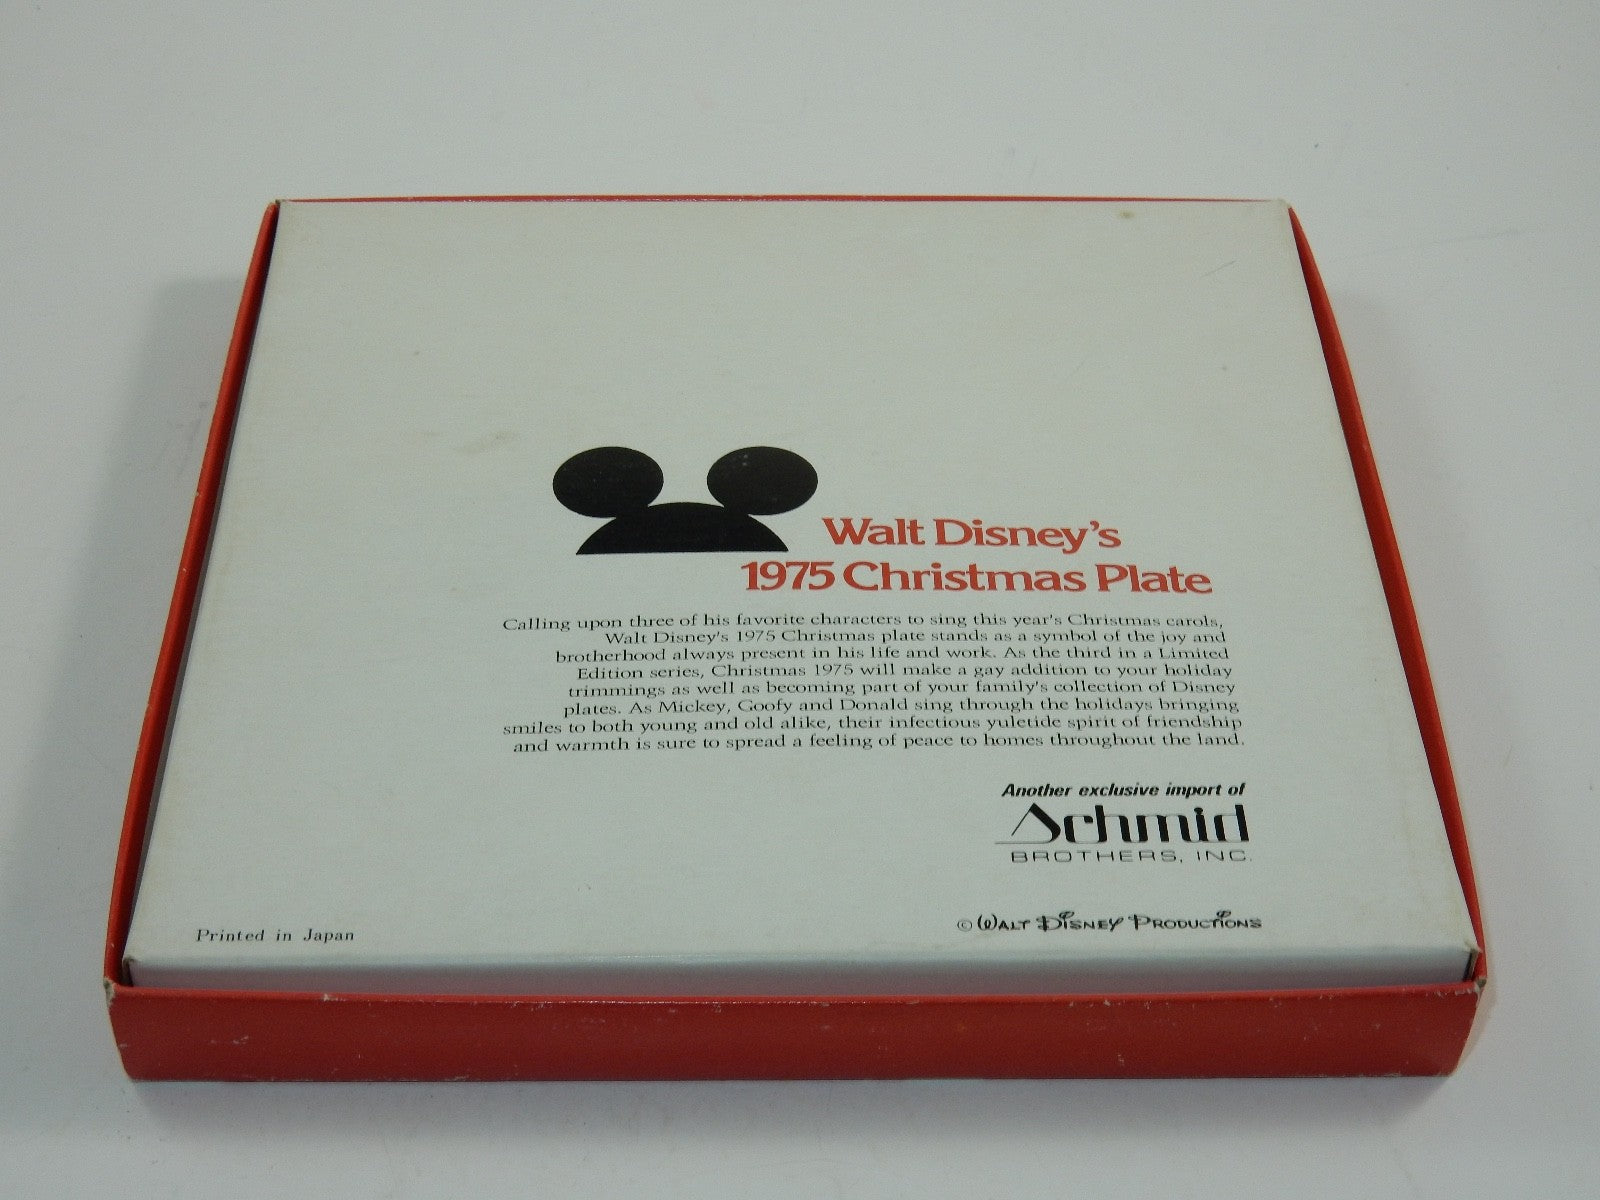 Walt Disney's
1975 Christmas Plate
Calling upon three of his favorite characters to sing this year's Christmas carols,
Walt Disney's 1975 Christmas plate stands as a symbol of the joy and
brotherhood always present in his life and work. As the third in a Limited
Edition series, Christmas 1975 will make a gay addition to your holiday
trimmings as well as becoming part of your family's collection of Disney
plates. As Mickey, Goofy and Donald sing through the holidays bringing
smiles to both young and old alike, their infectious yuletide spirit of friendship
and warmth is sure to spread a feeling of peace to homes throughout the land.
Another exclusive import of
Schmid
BROTHERS, INC.
© WALT DISNEY PRODUCTIONS
Printed in Japan